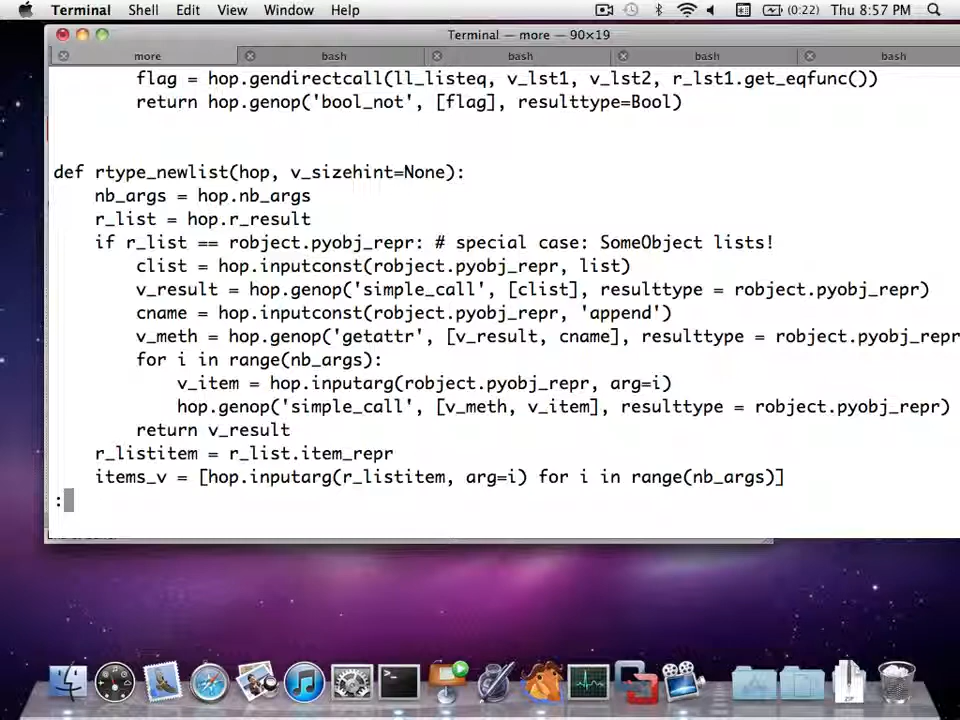 Terminal Shell Edit View Window Help (0:22) Thu 8:57 PM
Terminal — more — 90×19
more bash bash bash bash
flag = hop.gendirectcall(ll_listeq, v_lst1, v_lst2, r_lst1.get_eqfunc())
return hop.genop('bool_not', [flag], resulttype=Bool)
def rtype_newlist(hop, v_sizehint=None):
nb_args = hop.nb_args
r_list = hop.r_result
if r_list == robject.pyobj_repr: # special case: SomeObject lists!
clist = hop.inputconst(robject.pyobj_repr, list)
v_result = hop.genop('simple_call', [clist], resulttype = robject.pyobj_repr)
cname = hop.inputconst(robject.pyobj_repr, 'append')
v_meth = hop.genop('getattr', [v_result, cname], resulttype = robject.pyobj_repr
for i in range(nb_args):
v_item = hop.inputarg(robject.pyobj_repr, arg=i)
hop.genop('simple_call', [v_meth, v_item], resulttype = robject.pyobj_repr)
return v_result
r_listitem = r_list.item_repr
items_v = [hop.inputarg(r_listitem, arg=i) for i in range(nb_args)]
:
ZIP